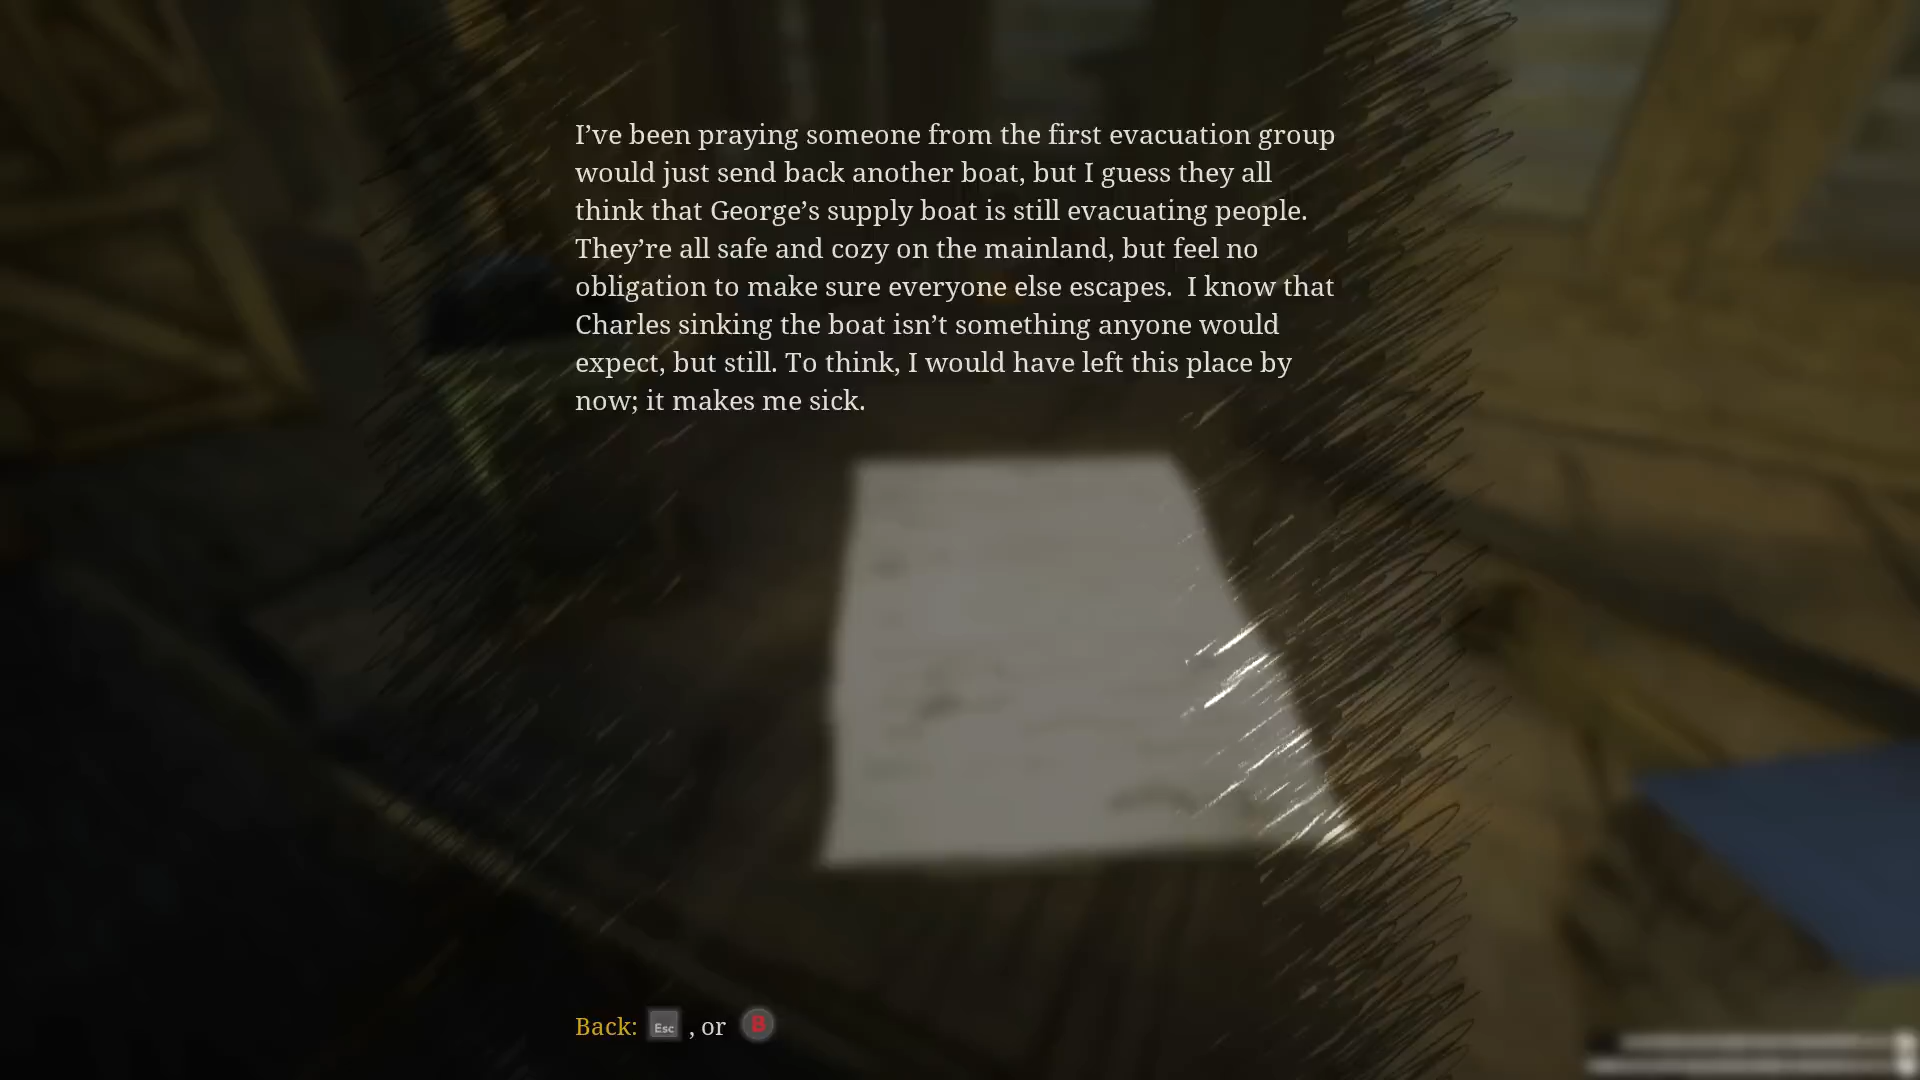 I’ve been praying someone from the first evacuation group
would just send back another boat, but I guess they all
think that George’s supply boat is still evacuating people.
They’re all safe and cozy on the mainland, but feel no
obligation to make sure everyone else escapes.  I know that
Charles sinking the boat isn’t something anyone would
expect, but still. To think, I would have left this place by
now; it makes me sick.
Back: Esc , or B